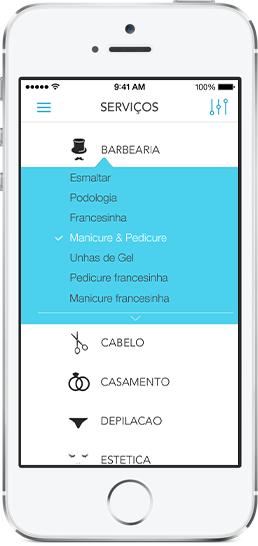 9:41 AM 100%
SERVIÇOS
BARBEARIA
Esmaltar
Podologia
Francesinha
Manicure & Pedicure
Unhas de Gel
Pedicure francesinha
Manicure francesinha
CABELO
CASAMENTO
DEPILACAO
ESTETICA